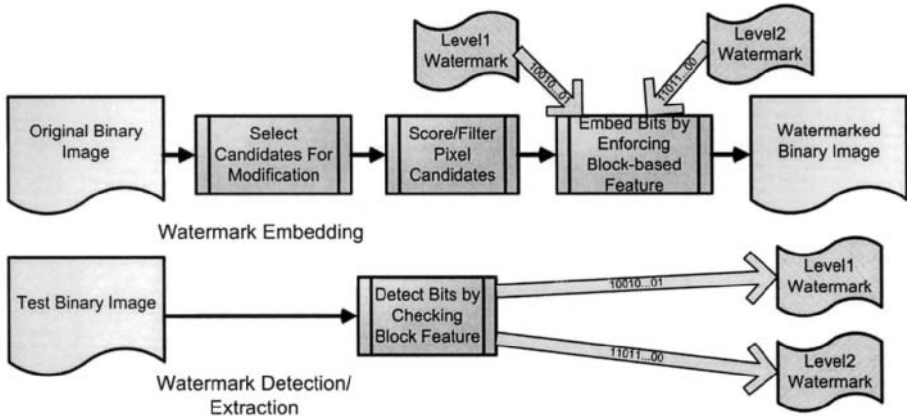 Level1
Watermark
Level2
Watermark
10010...01
11011...00
Original Binary
Image
Select
Candidates For
Modification
Score/Filter
Pixel
Candidates
Embed Bits by
Enforcing
Block-based
Feature
Watermarked
Binary Image
Watermark Embedding
Test Binary Image
Detect Bits by
Checking
Block Feature
10010...01
Level1
Watermark
11011...00
Level2
Watermark
Watermark Detection/
Extraction